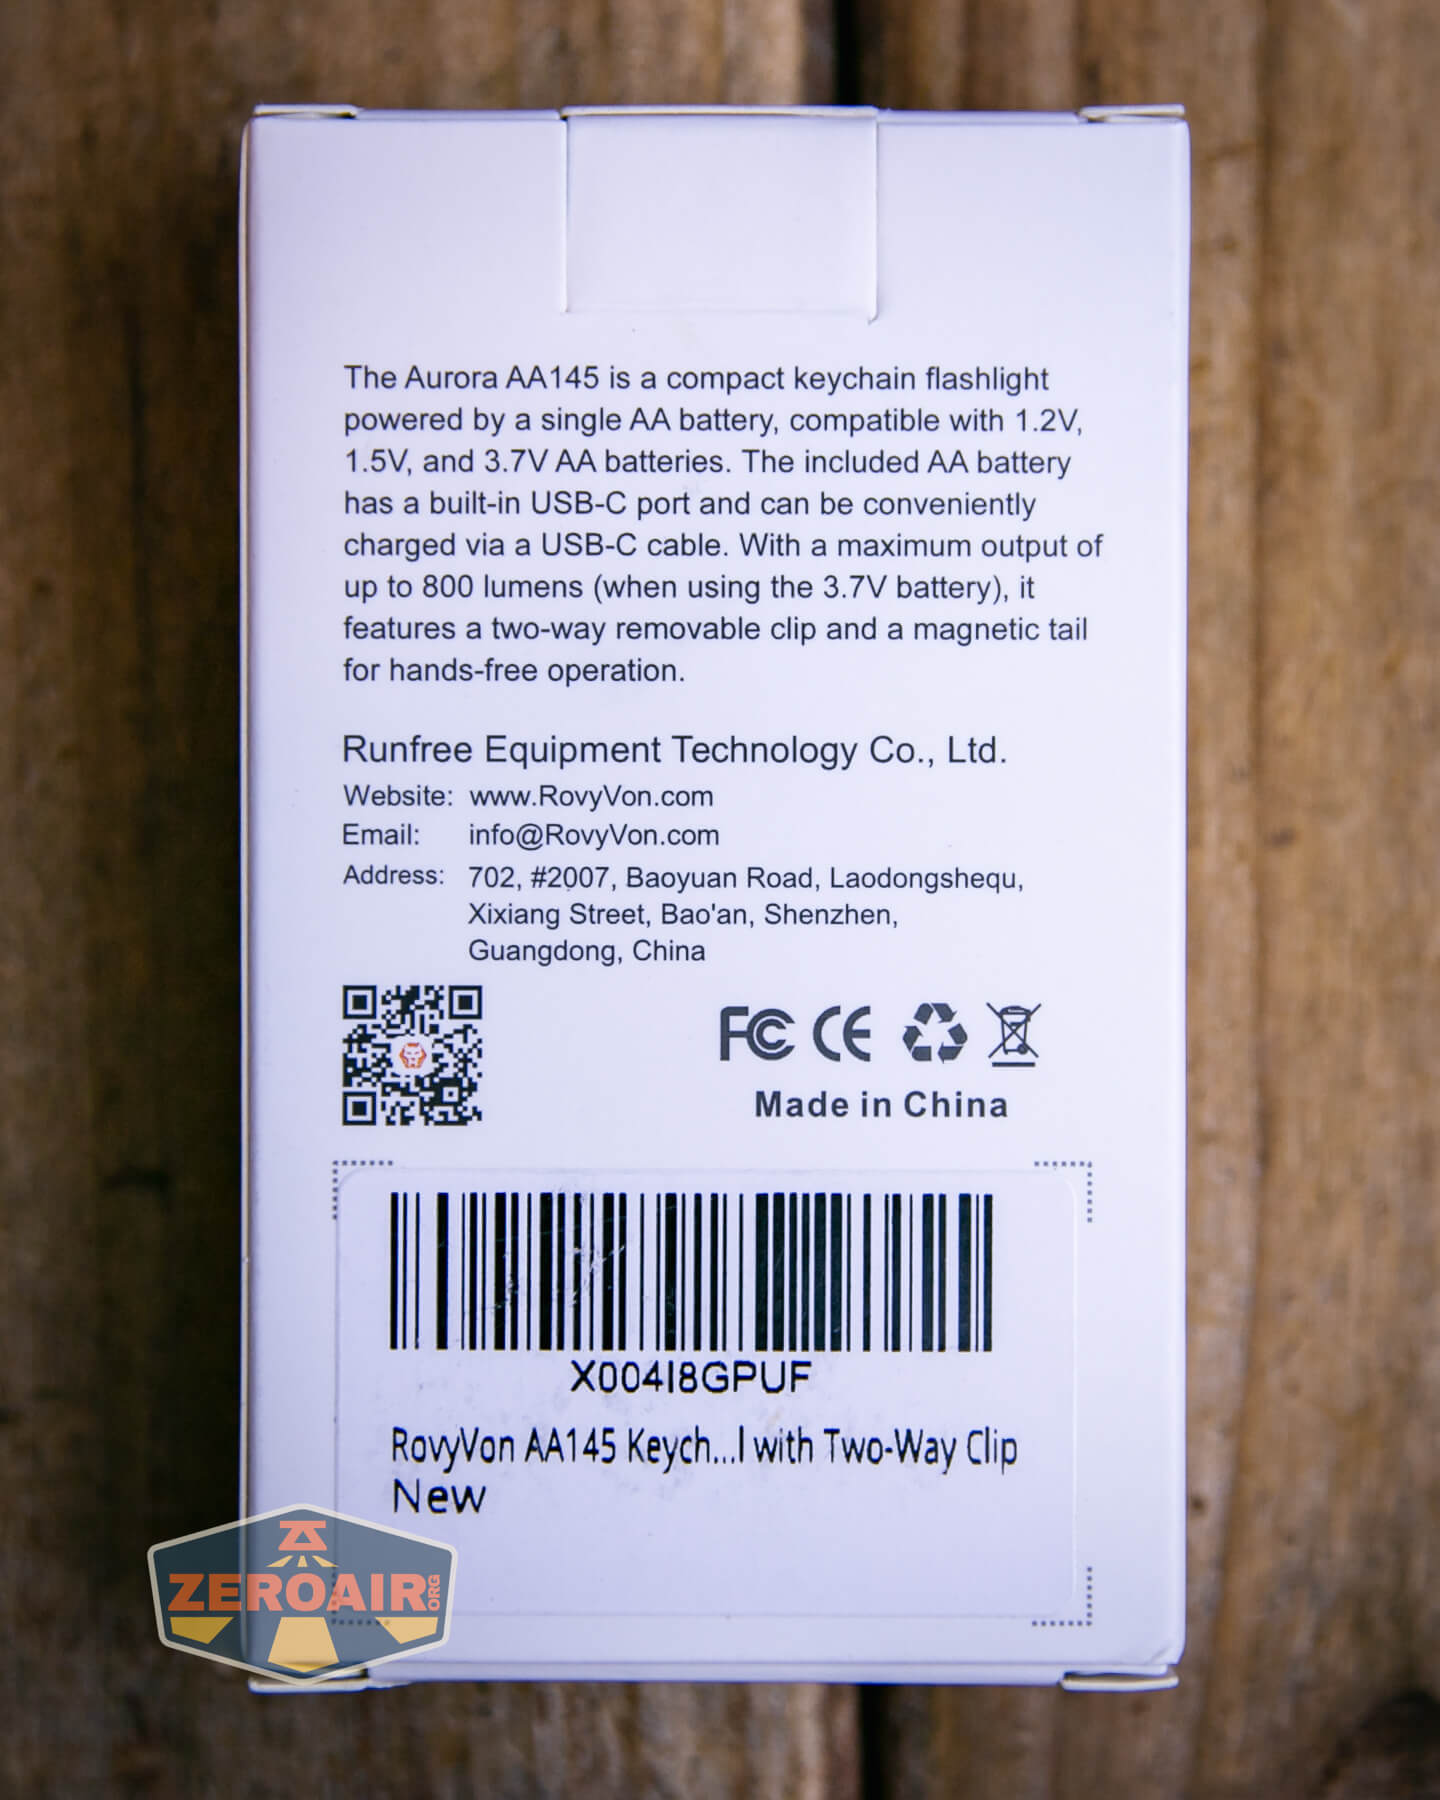 The Aurora AA145 is a compact keychain flashlight
powered by a single AA battery, compatible with 1.2V,
1.5V, and 3.7V AA batteries. The included AA battery
has a built-in USB-C port and can be conveniently
charged via a USB-C cable. With a maximum output of
up to 800 lumens (when using the 3.7V battery), it
features a two-way removable clip and a magnetic tail
for hands-free operation.
Runfree Equipment Technology Co., Ltd.
Website: www.RovyVon.com
Email: info@RovyVon.com
Address: 702, #2007, Baoyuan Road, Laodongshequ,
Xixiang Street, Bao'an, Shenzhen,
Guangdong, China
FC CE
Made in China
X004I8GPUF
RovyVon AA145 Keych...l with Two-Way Clip
New
ZEROAIR.ORG